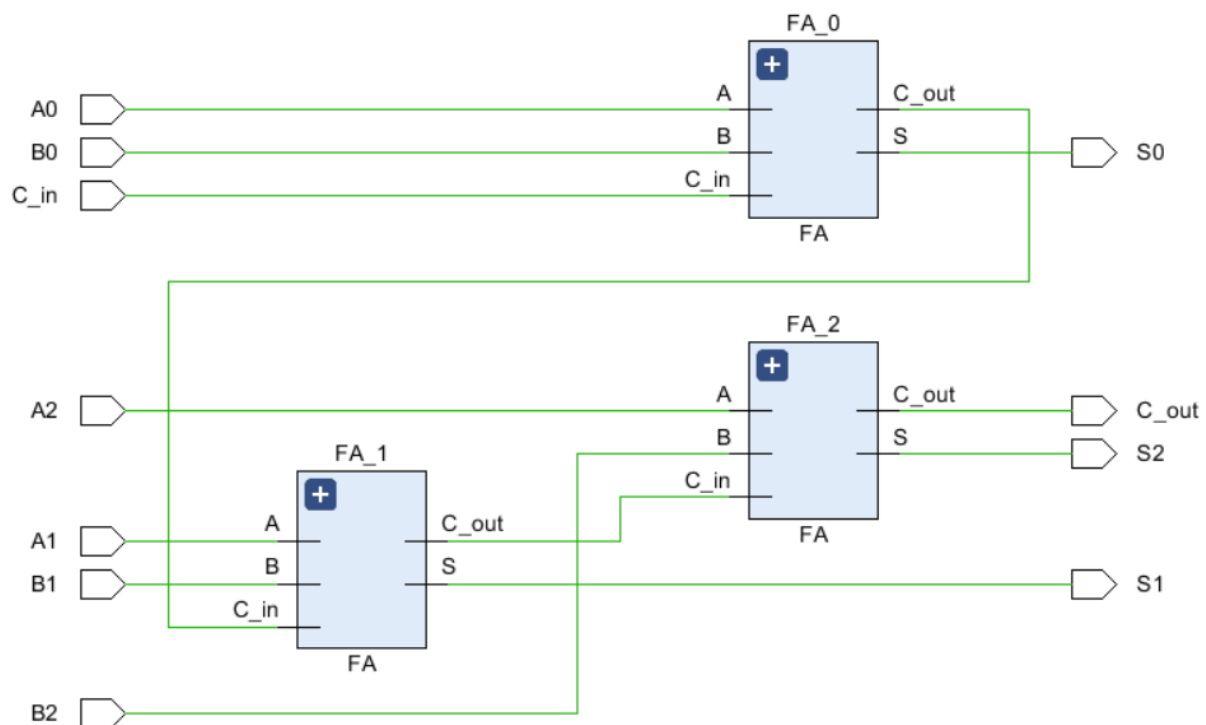 FA_0
A0
A
C_out
B0
B
S
S0
C_in
C_in
FA
FA_2
A2
A
C_out
C_out
B
S
S2
FA_1
C_in
A1
A
C_out
FA
B1
B
S
S1
C_in
FA
B2